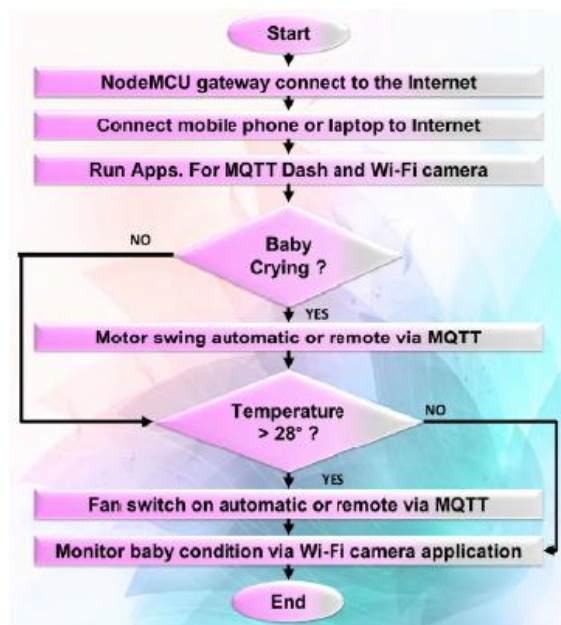 Start
NodeMCU gateway connect to the Internet
Connect mobile phone or laptop to Internet
Run Apps. For MQTT Dash and Wi-Fi camera
NO
Baby
Crying ?
YES
Motor swing automatic or remote via MQTT
Temperature
> 28° ?
NO
YES
Fan switch on automatic or remote via MQTT
Monitor baby condition via Wi-Fi camera application
End